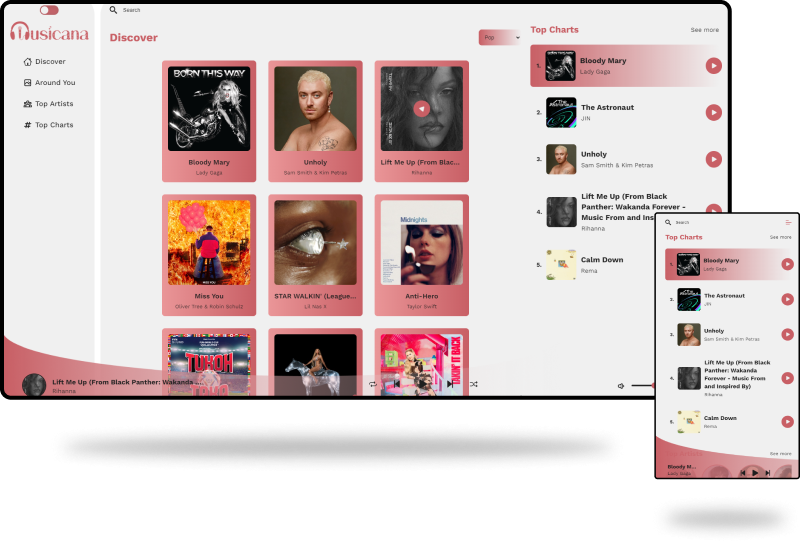 Musicana
Discover
Around You
Top Artists
Top Charts
Search
Discover
Pop
BORN THIS WAY
Bloody Mary
Lady Gaga
Unholy
Sam Smith & Kim Petras
Lift Me Up (From Blac...
Rihanna
MISS YOU
Miss You
Oliver Tree & Robin Schulz
STAR WALKIN' (League...
Lil Nas X
Midnights
Anti-Hero
Taylor Swift
TAKIN' IT BACK
Top Charts
See more
1.
Bloody Mary
Lady Gaga
2.
The Astronaut
JIN
3.
Unholy
Sam Smith & Kim Petras
4.
Lift Me Up (From Black
Panther: Wakanda Forever -
Music From and Ins
Rihanna
5.
Calm Down
Rema
Lift Me Up (From Black Panther: Wakanda ...
Rihanna
Search
Top Charts
See more
1.
Bloody Mary
Lady Gaga
2.
The Astronaut
JIN
3.
Unholy
Sam Smith & Kim Petras
4.
Lift Me Up (From Black
Panther: Wakanda
Forever - Music From
and Inspired By)
Rihanna
5.
Calm Down
Rema
See more
Bloody M...
Lady Gaga